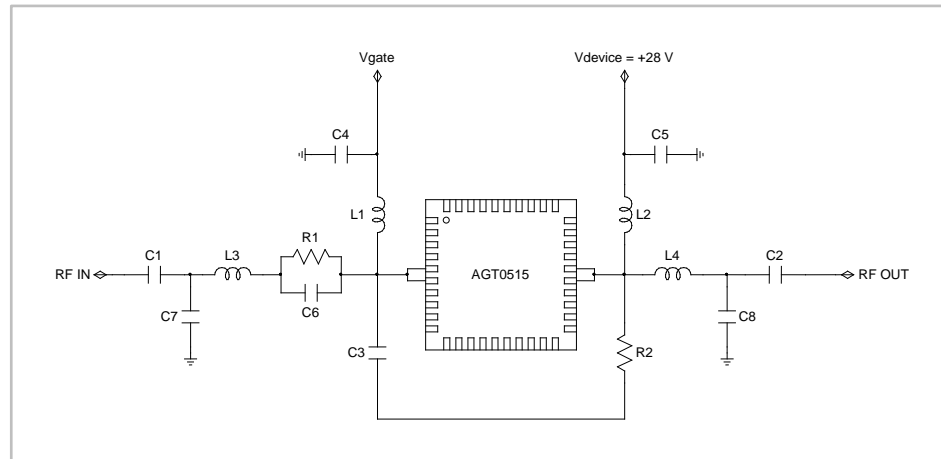 Vgate
Vdevice = +28 V
C4
C5
L1
L2
R1
C1
L3
RF IN
AGT0515
L4
C2
RF OUT
C6
C7
C8
C3
R2